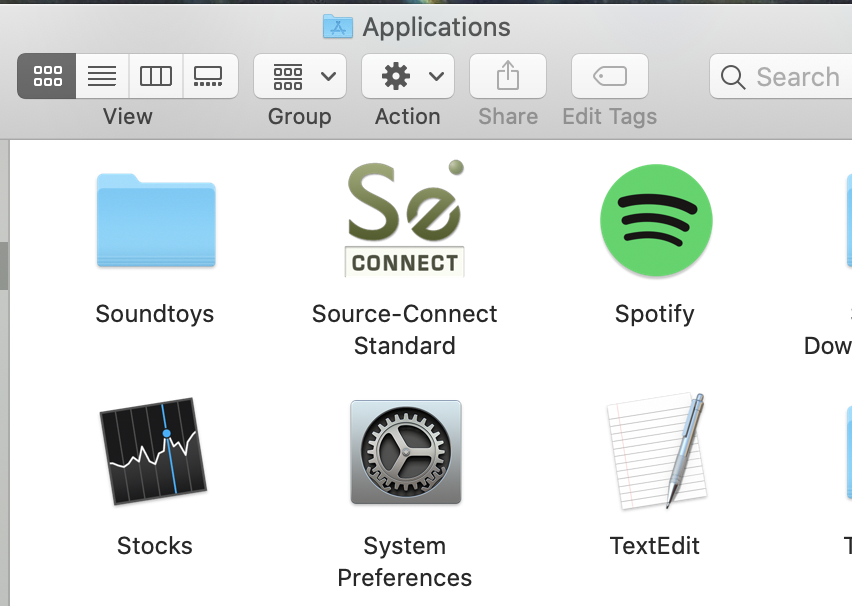 Applications
View
Group
Action
Share
Edit Tags
Search
Se
CONNECT
Soundtoys
Source-Connect
Standard
Spotify
Dow
Stocks
System
Preferences
TextEdit
T